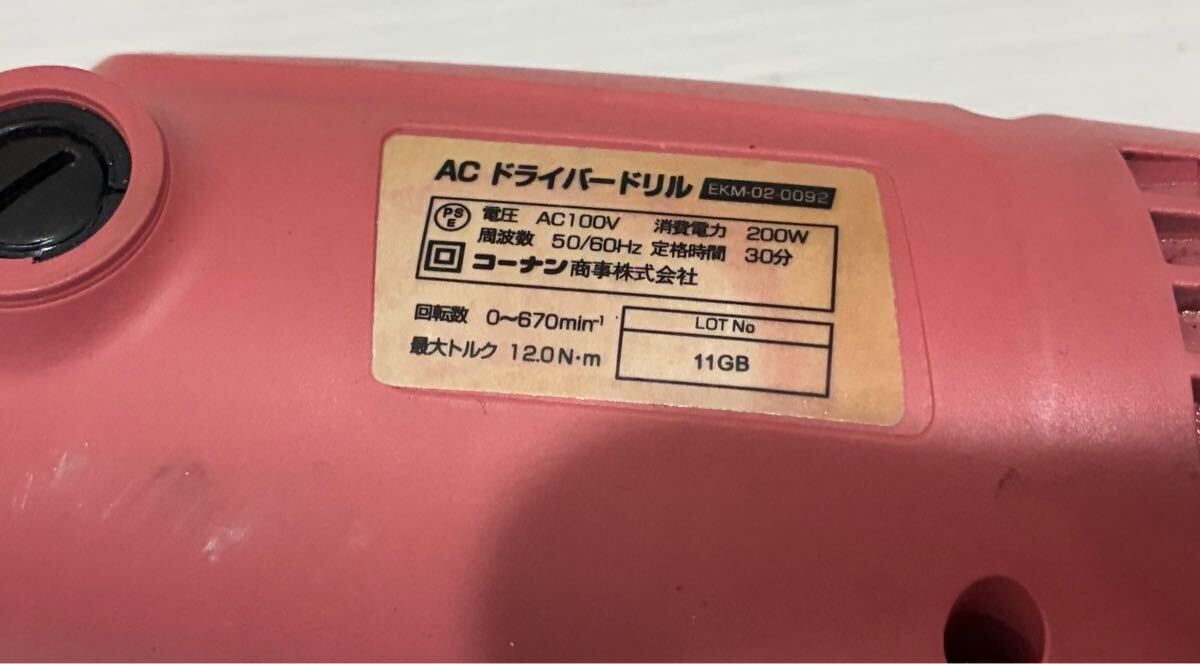 AC ドライバードリル EKM-02-0092
PS E 電圧 AC100V 消費電力 200W
周波数 50/60Hz 定格時間 30分
コーナン商事株式会社
回転数 0～670min-1
最大トルク 12.0N・m
LOT No
11GB